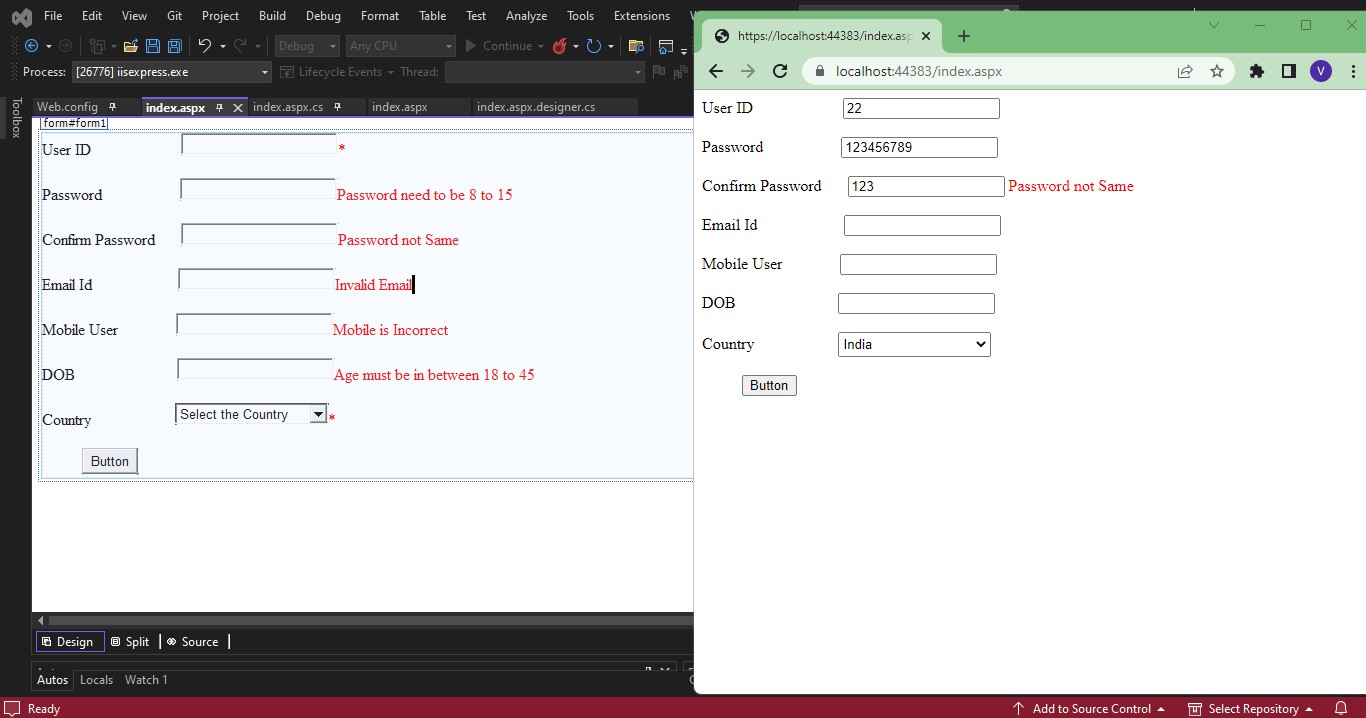 File Edit View Git Project Build Debug Format Table Test Analyze Tools Extensions
Debug Any CPU Continue
Process: [26776] iisexpress.exe Lifecycle Events Thread:
Toolbox
Web.config index.aspx index.aspx.cs index.aspx index.aspx.designer.cs
form#form1
User ID *
Password Password need to be 8 to 15
Confirm Password Password not Same
Email Id Invalid Email
Mobile User Mobile is Incorrect
DOB Age must be in between 18 to 45
Country Select the Country *
Button
Design Split Source
Autos Locals Watch 1
Ready Add to Source Control Select Repository
https://localhost:44383/index.asp
localhost:44383/index.aspx V
User ID 22
Password 123456789
Confirm Password 123 Password not Same
Email Id
Mobile User
DOB
Country India
Button